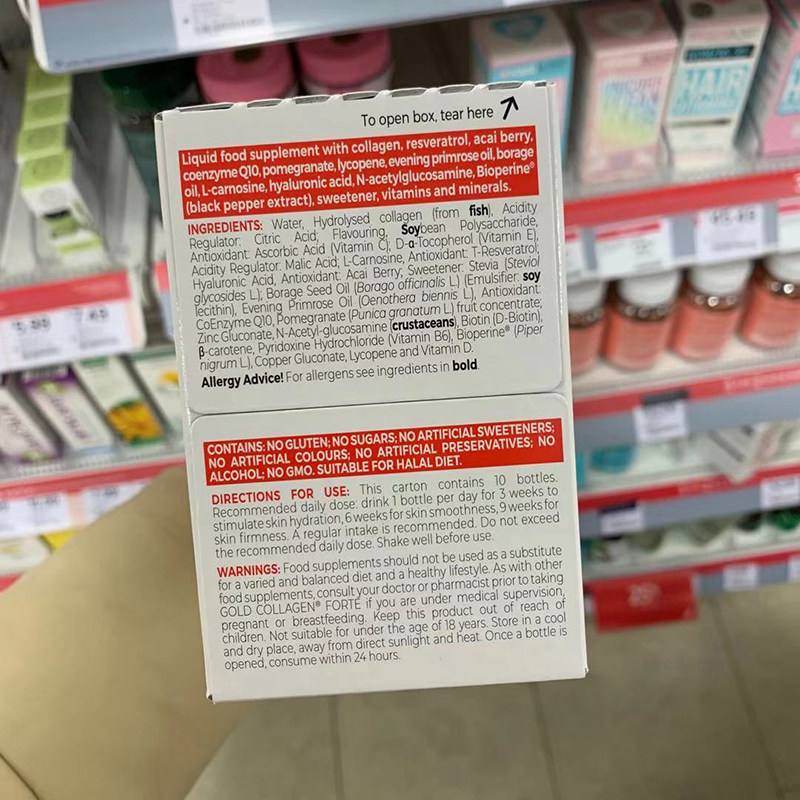 To open box, tear here
Liquid food supplement with collagen, resveratrol, acai berry,
coenzyme Q10, pomegranate, lycopene, evening primrose oil, borage
oil, L-carnosine, hyaluronic acid, N-acetylglucosamine, Bioperine®
(black pepper extract), sweetener, vitamins and minerals.
INGREDIENTS: Water, Hydrolysed collagen (from fish), Acidity
Regulator: Citric Acid; Flavouring, Soybean Polysaccharide,
Antioxidant: Ascorbic Acid (Vitamin C); D-α-Tocopherol (Vitamin E),
Acidity Regulator: Malic Acid; L-Carnosine, Antioxidant: T-Resveratrol;
Hyaluronic Acid, Antioxidant: Acai Berry; Sweetener: Stevia (Steviol
glycosides L.); Borage Seed Oil (Borago officinalis L.) (Emulsifier: soy
lecithin), Evening Primrose Oil (Oenothera biennis L.), Antioxidant:
CoEnzyme Q10, Pomegranate (Punica granatum L.) fruit concentrate;
Zinc Gluconate, N-Acetyl-glucosamine (crustaceans), Biotin (D-Biotin),
β-carotene, Pyridoxine Hydrochloride (Vitamin B6), Bioperine® (Piper
nigrum L.), Copper Gluconate, Lycopene and Vitamin D.
Allergy Advice! For allergens see ingredients in bold.
CONTAINS: NO GLUTEN; NO SUGARS; NO ARTIFICIAL SWEETENERS;
NO ARTIFICIAL COLOURS; NO ARTIFICIAL PRESERVATIVES; NO
ALCOHOL; NO GMO. SUITABLE FOR HALAL DIET.
DIRECTIONS FOR USE: This carton contains 10 bottles.
Recommended daily dose: drink 1 bottle per day for 3 weeks to
stimulate skin hydration, 6 weeks for skin smoothness, 9 weeks for
skin firmness. A regular intake is recommended. Do not exceed
the recommended daily dose. Shake well before use.
WARNINGS: Food supplements should not be used as a substitute
for a varied and balanced diet and a healthy lifestyle. As with other
food supplements, consult your doctor or pharmacist prior to taking
GOLD COLLAGEN® FORTE if you are under medical supervision,
pregnant or breastfeeding. Keep this product out of reach of
children. Not suitable for under the age of 18 years. Store in a cool
and dry place, away from direct sunlight and heat. Once a bottle is
opened, consume within 24 hours.
HAIR